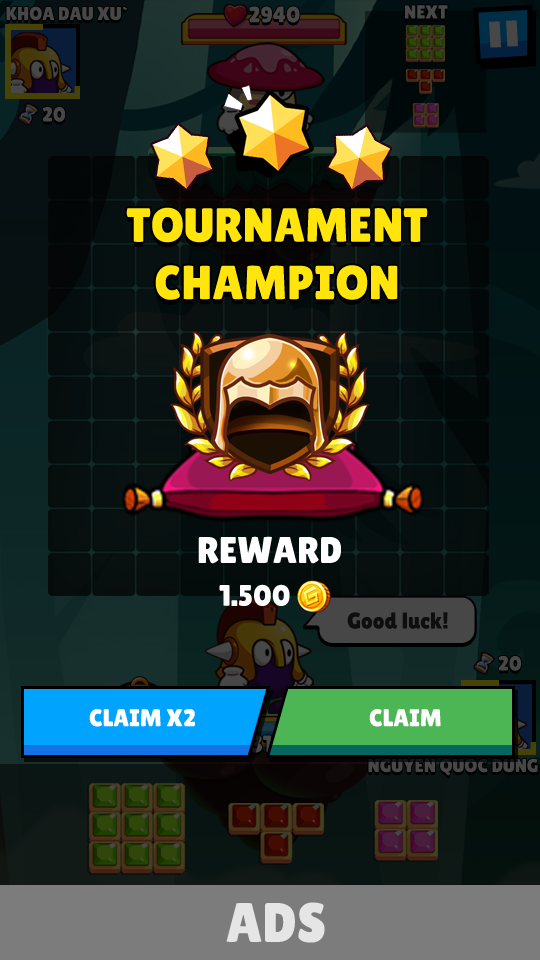 KHOA DAU XU`
2940
NEXT
20
TOURNAMENT
CHAMPION
REWARD
1.500
Good luck!
20
CLAIM X2
CLAIM
NGUYEN QUOC DUNG
ADS